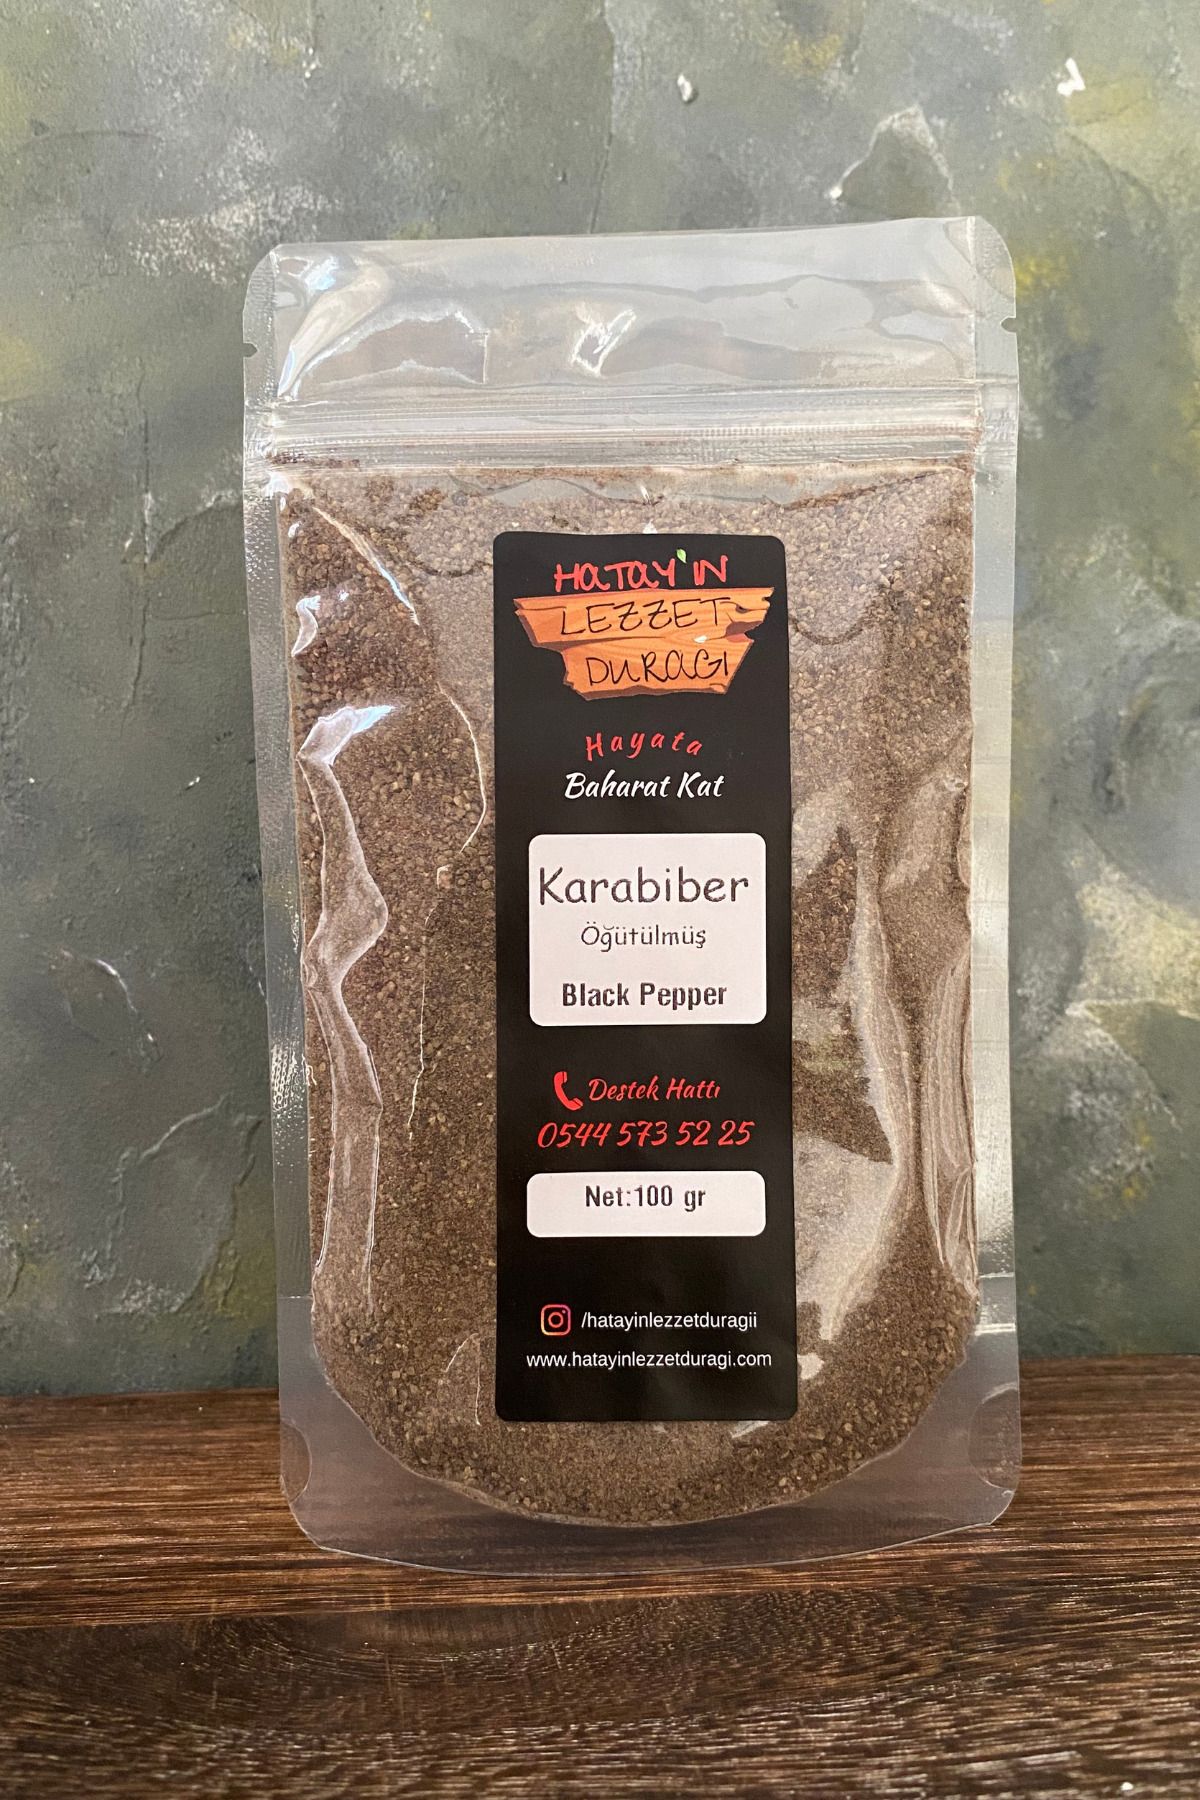 HATAY'IN
LEZZET
DURAGI
Hayata
Baharat Kat
Karabiber
Öğütülmüş
Black Pepper
Destek Hattı
0544 573 52 25
Net:100 gr
/hatayinlezzetduragii
www.hatayinlezzetduragi.com